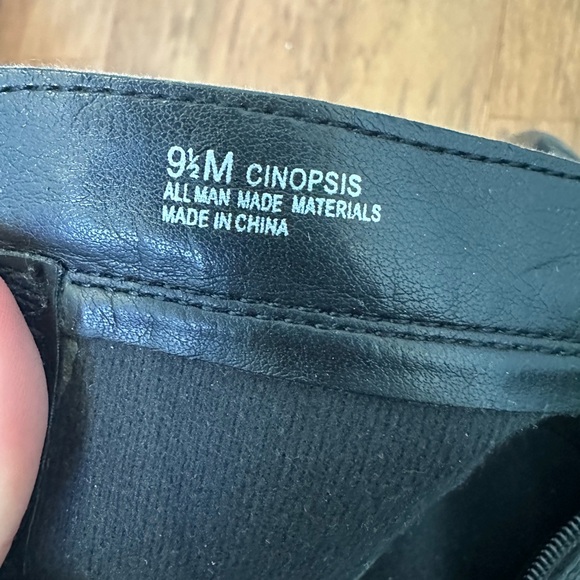 9½M CINOPSIS
ALL MAN MADE MATERIALS
MADE IN CHINA